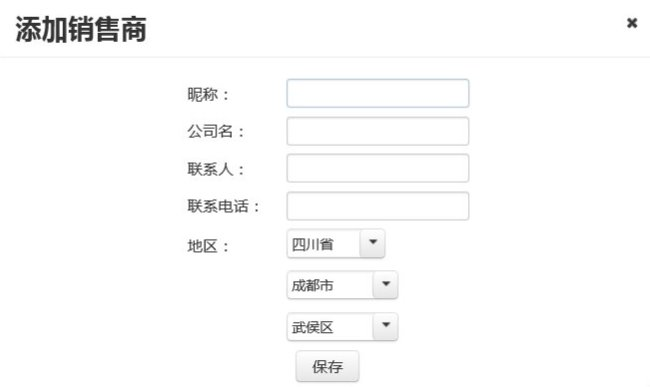 添加销售商
昵称：
公司名：
联系人：
联系电话：
地区： 四川省
成都市
武侯区
保存